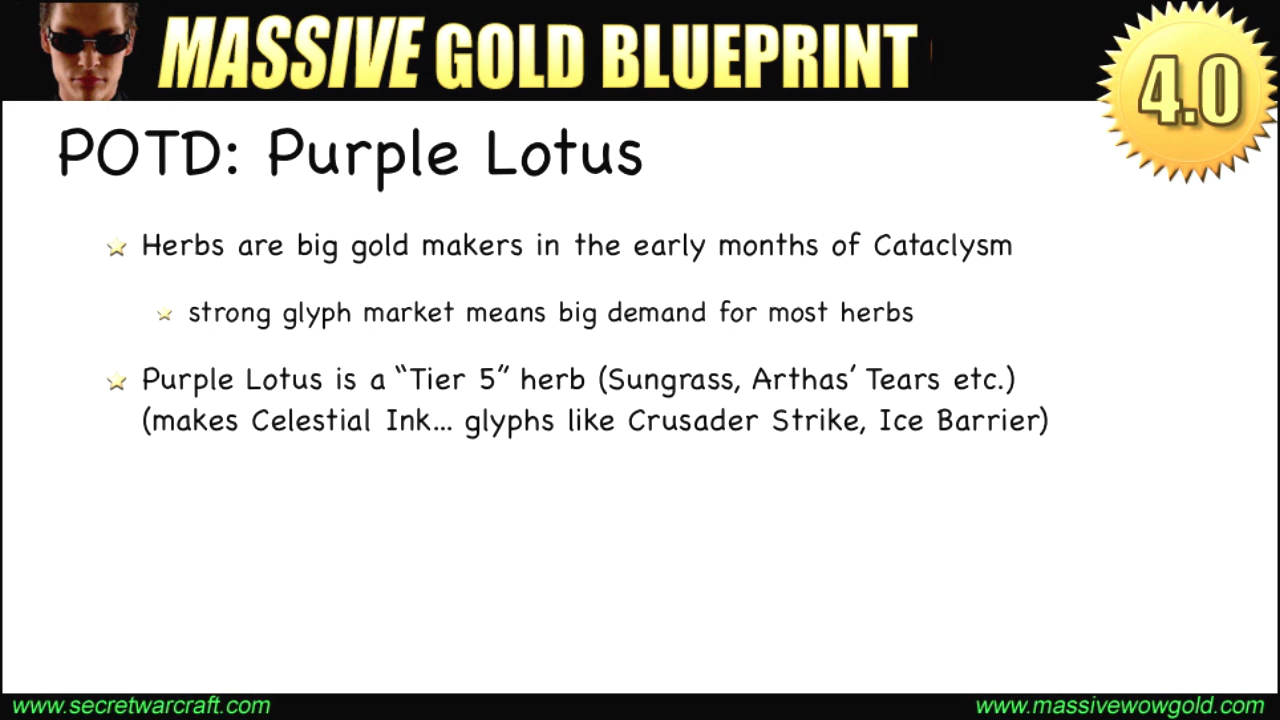 MASSIVE GOLD BLUEPRINT
4.0
POTD: Purple Lotus
Herbs are big gold makers in the early months of Cataclysm
strong glyph market means big demand for most herbs
Purple Lotus is a “Tier 5” herb (Sungrass, Arthas’ Tears etc.)
(makes Celestial Ink... glyphs like Crusader Strike, Ice Barrier)
www.secretwarcraft.com
www.massivewowgold.com